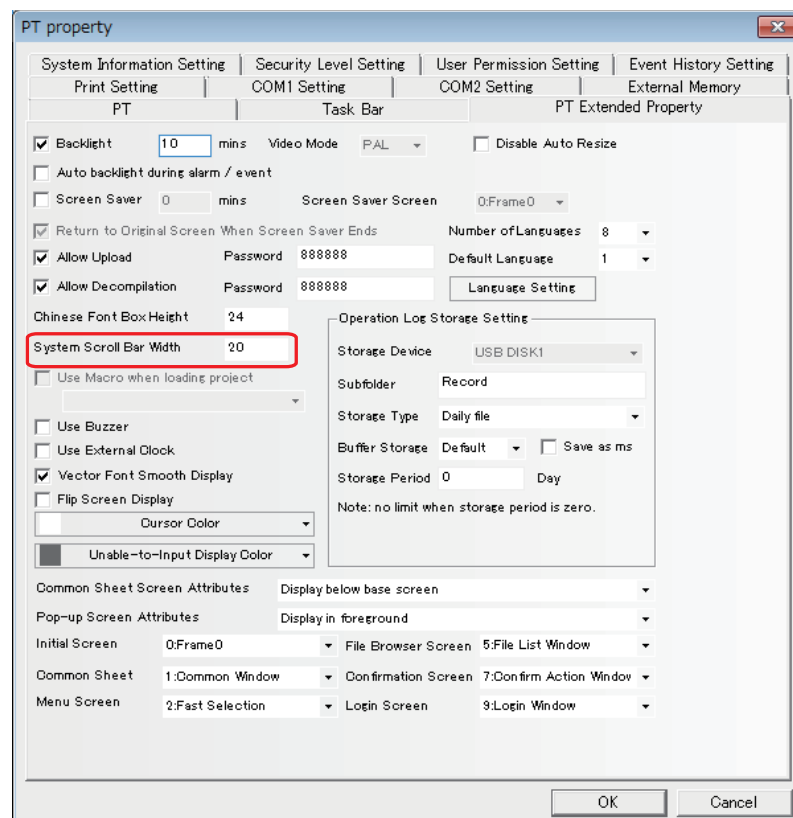 PT property
System Information Setting Security Level Setting User Permission Setting Event History Setting
Print Setting COM1 Setting COM2 Setting External Memory
PT Task Bar PT Extended Property
Backlight 10 mins Video Mode PAL Disable Auto Resize
Auto backlight during alarm / event
Screen Saver 0 mins Screen Saver Screen 0:Frame0
Return to Original Screen When Screen Saver Ends Number of Languages 8
Allow Upload Password 888888 Default Language 1
Allow Decompilation Password 888888 Language Setting
Chinese Font Box Height 24 Operation Log Storage Setting
System Scroll Bar Width 20 Storage Device USB DISK1
Use Macro when loading project Subfolder Record
Storage Type Daily file
Use Buzzer
Use External Clock Buffer Storage Default Save as ms
Vector Font Smooth Display Storage Period 0 Day
Flip Screen Display Note: no limit when storage period is zero.
Cursor Color
Unable-to-Input Display Color
Common Sheet Screen Attributes Display below base screen
Pop-up Screen Attributes Display in foreground
Initial Screen 0:Frame0 File Browser Screen 5:File List Window
Common Sheet 1:Common Window Confirmation Screen 7:Confirm Action Window
Menu Screen 2:Fast Selection Login Screen 9:Login Window
OK Cancel